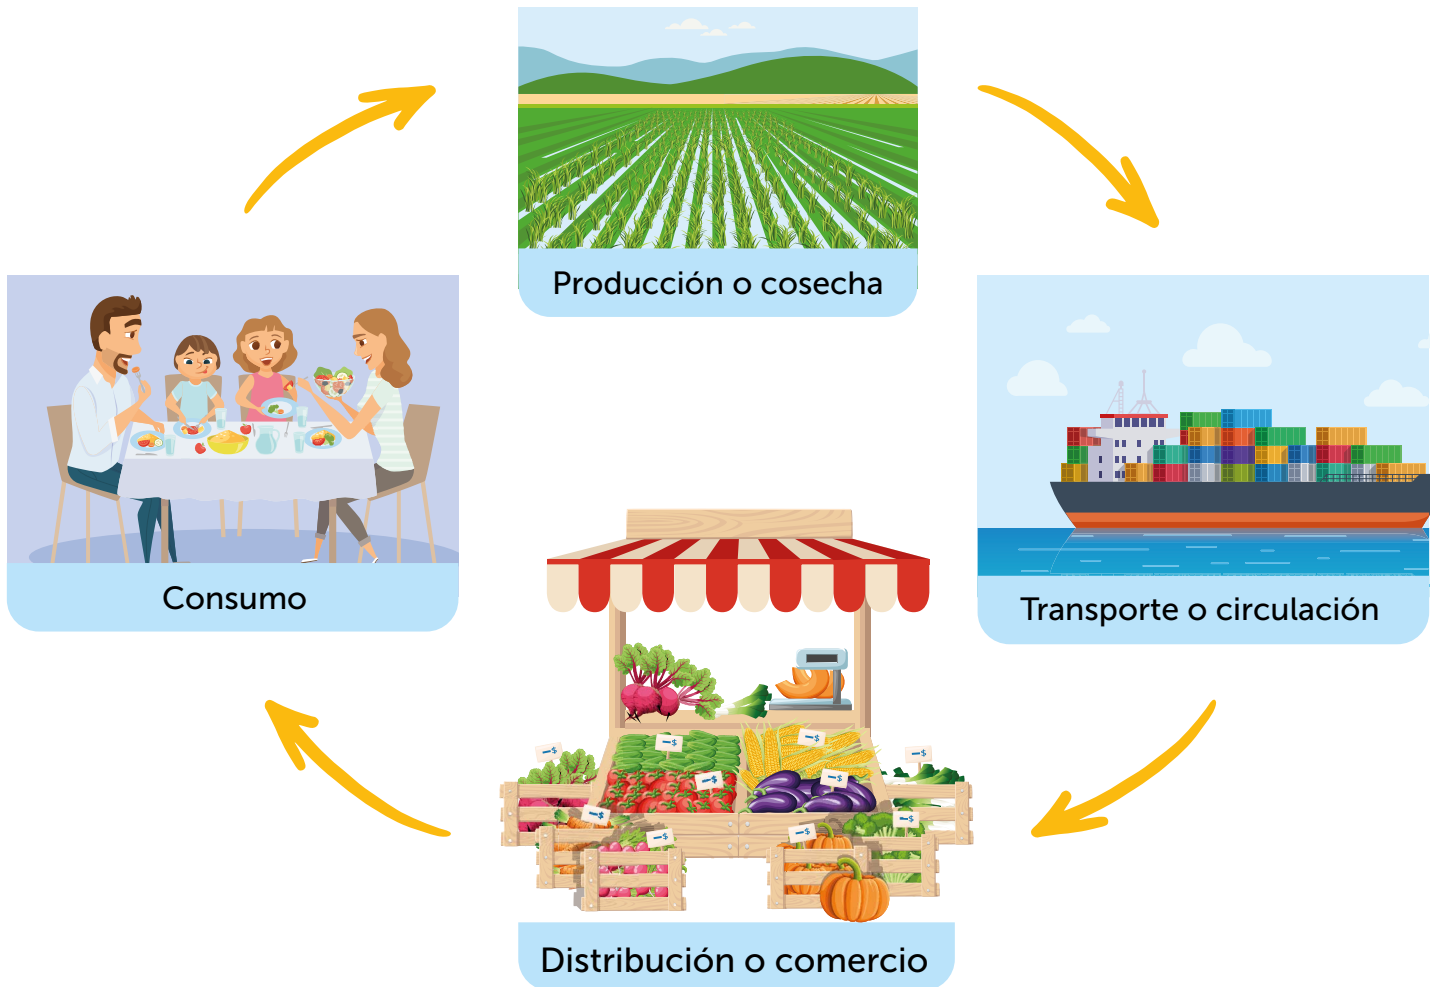 Producción o cosecha
Consumo
Transporte o circulación
-$
-$
-$
-$
-$
-$
-$
-$
-$
-$
Distribución o comercio